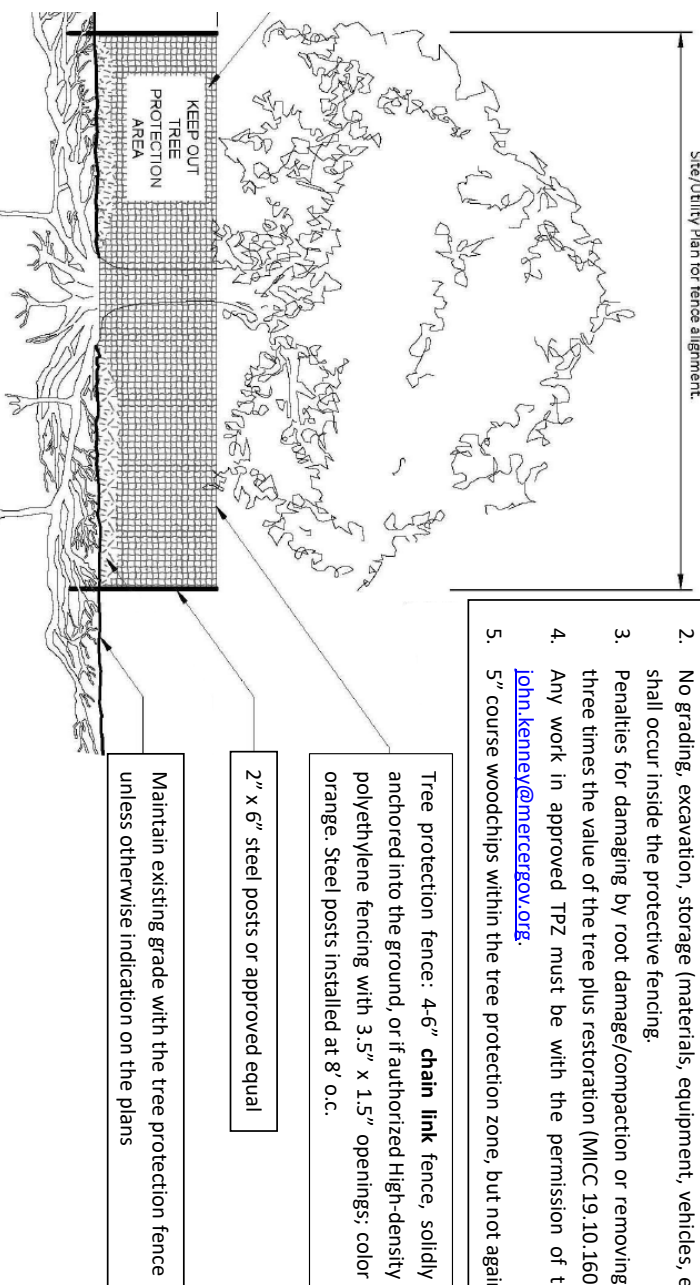 Site/Utility Plan for fence alignment.
KEEP OUT
TREE
PROTECTION
AREA
2. No grading, excavation, storage (materials, equipment, vehicles,
shall occur inside the protective fencing.
3. Penalties for damaging by root damage/compaction or removing
three times the value of the tree plus restoration (MICC 19.10.160
4. Any work in approved TPZ must be with the permission of
john.kenney@mercergov.org.
5. 5” course woodchips within the tree protection zone, but not
Tree protection fence: 4-6” chain link fence, solidly
anchored into the ground, or if authorized High-density
polyethylene fencing with 3.5” x 1.5” openings; color
orange. Steel posts installed at 8’ o.c.
2” x 6” steel posts or approved equal
Maintain existing grade with the tree protection fence
unless otherwise indication on the plans